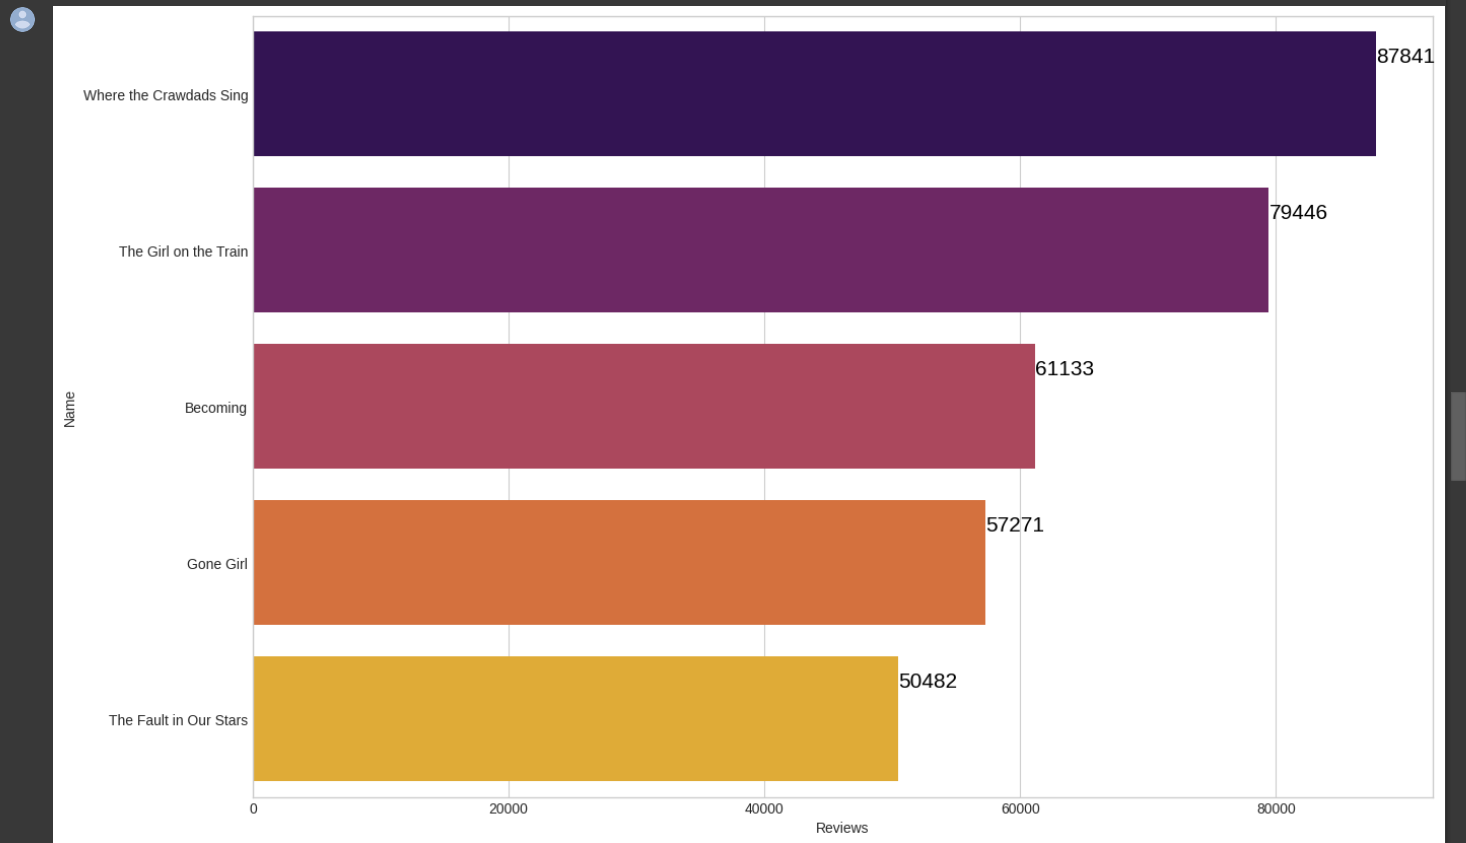 87841
Where the Crawdads Sing
79446
The Girl on the Train
61133
Becoming
Name
57271
Gone Girl
50482
The Fault in Our Stars
0 20000 40000 60000 80000
Reviews